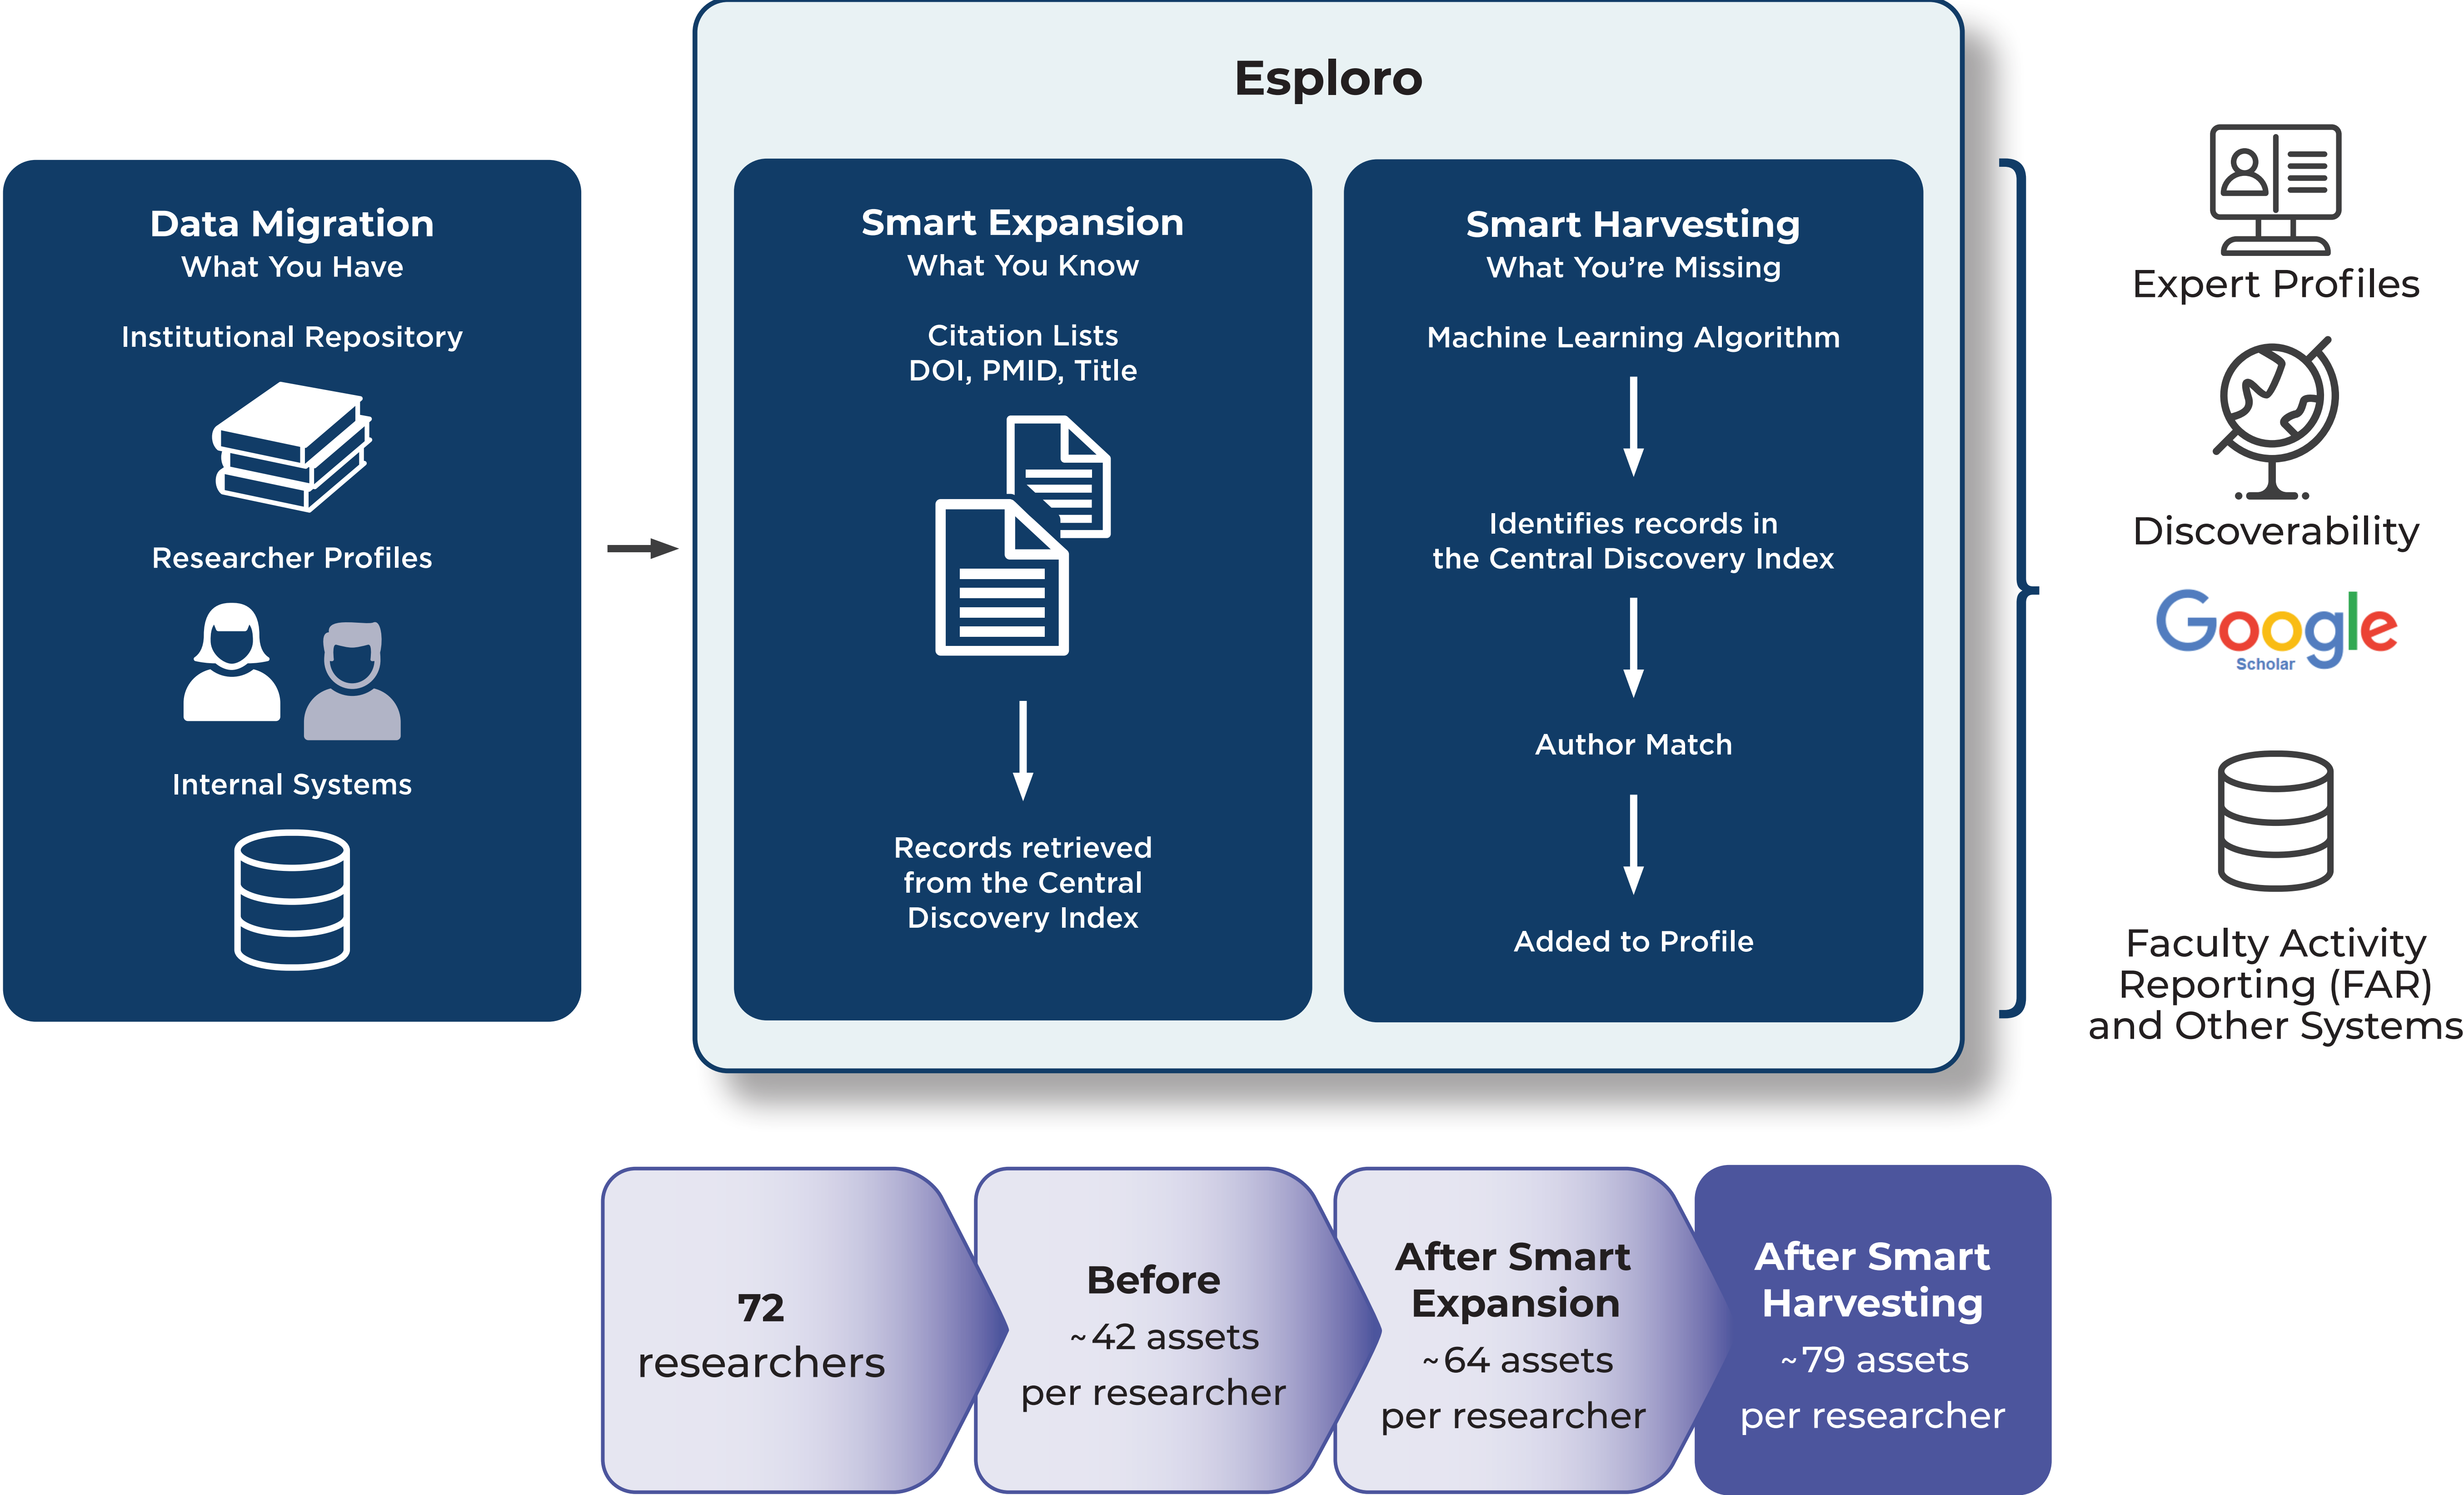 Esploro
Data Migration
What You Have
Institutional Repository
Researcher Profiles
Internal Systems
Smart Expansion
What You Know
Citation Lists
DOI, PMID, Title
Records retrieved
from the Central
Discovery Index
Smart Harvesting
What You’re Missing
Machine Learning Algorithm
Identifies records in
the Central Discovery Index
Author Match
Added to Profile
Expert Profiles
Discoverability
Google
Scholar
Faculty Activity
Reporting (FAR)
and Other Systems
72
researchers
Before
~42 assets
per researcher
After Smart
Expansion
~64 assets
per researcher
After Smart
Harvesting
~79 assets
per researcher